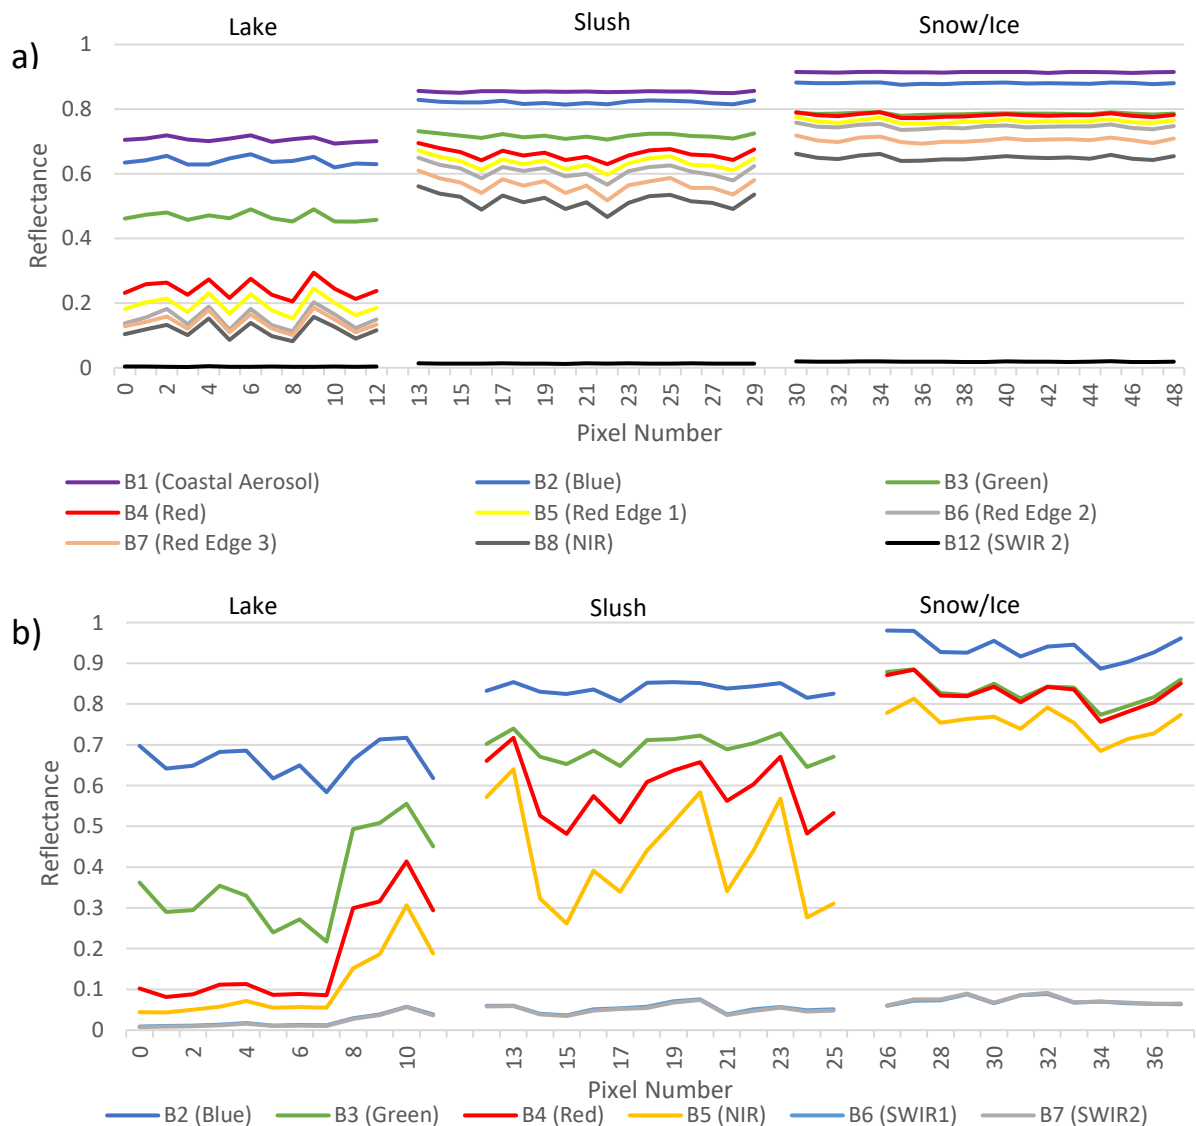 Lake Slush Snow/Ice
a)
1
0.8
0.6
0.4
0.2
0
Reflectance
0 2 4 6 8 10 12 13 15 17 19 21 23 25 27 29 30 32 34 36 38 40 42 44 46 48
Pixel Number
B1 (Coastal Aerosol) B2 (Blue) B3 (Green)
B4 (Red) B5 (Red Edge 1) B6 (Red Edge 2)
B7 (Red Edge 3) B8 (NIR) B12 (SWIR 2)
Lake Slush Snow/Ice
b)
1
0.9
0.8
0.7
0.6
0.5
0.4
0.3
0.2
0.1
0
Reflectance
0 2 4 6 8 10 13 15 17 19 21 23 25 26 28 30 32 34 36
Pixel Number
B2 (Blue) B3 (Green) B4 (Red) B5 (NIR) B6 (SWIR1) B7 (SWIR2)